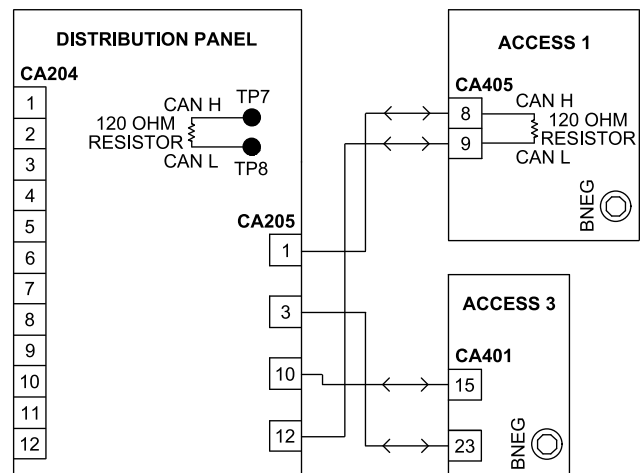 DISTRIBUTION PANEL
CA204
1
2
3
4
5
6
7
8
9
10
11
12
CAN H
TP7
120 OHM
RESISTOR
CAN L
TP8
CA205
1
3
10
12
ACCESS 1
CA405
8
9
CAN H
120 OHM
RESISTOR
CAN L
BNEG
ACCESS 3
CA401
15
23
BNEG